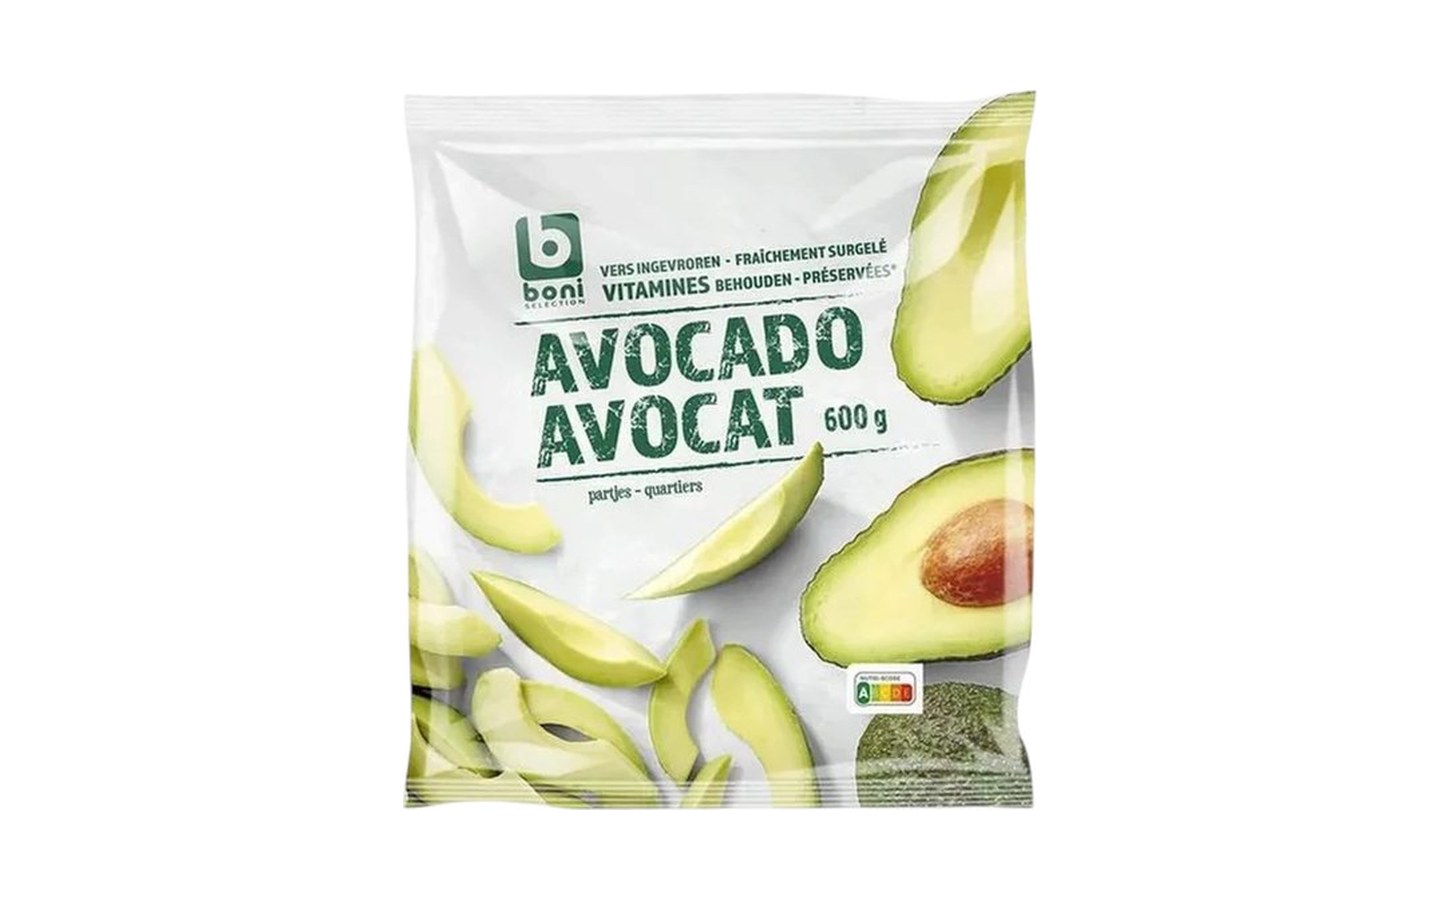 b
boni
SELECTION
VERS INGEVROREN - FRAÎCHEMENT SURGELÉ
VITAMINES BEHOUDEN - PRÉSERVÉES*
AVOCADO
AVOCAT 600 g
partjes - quartiers
NUTRI-SCORE
A B C D E